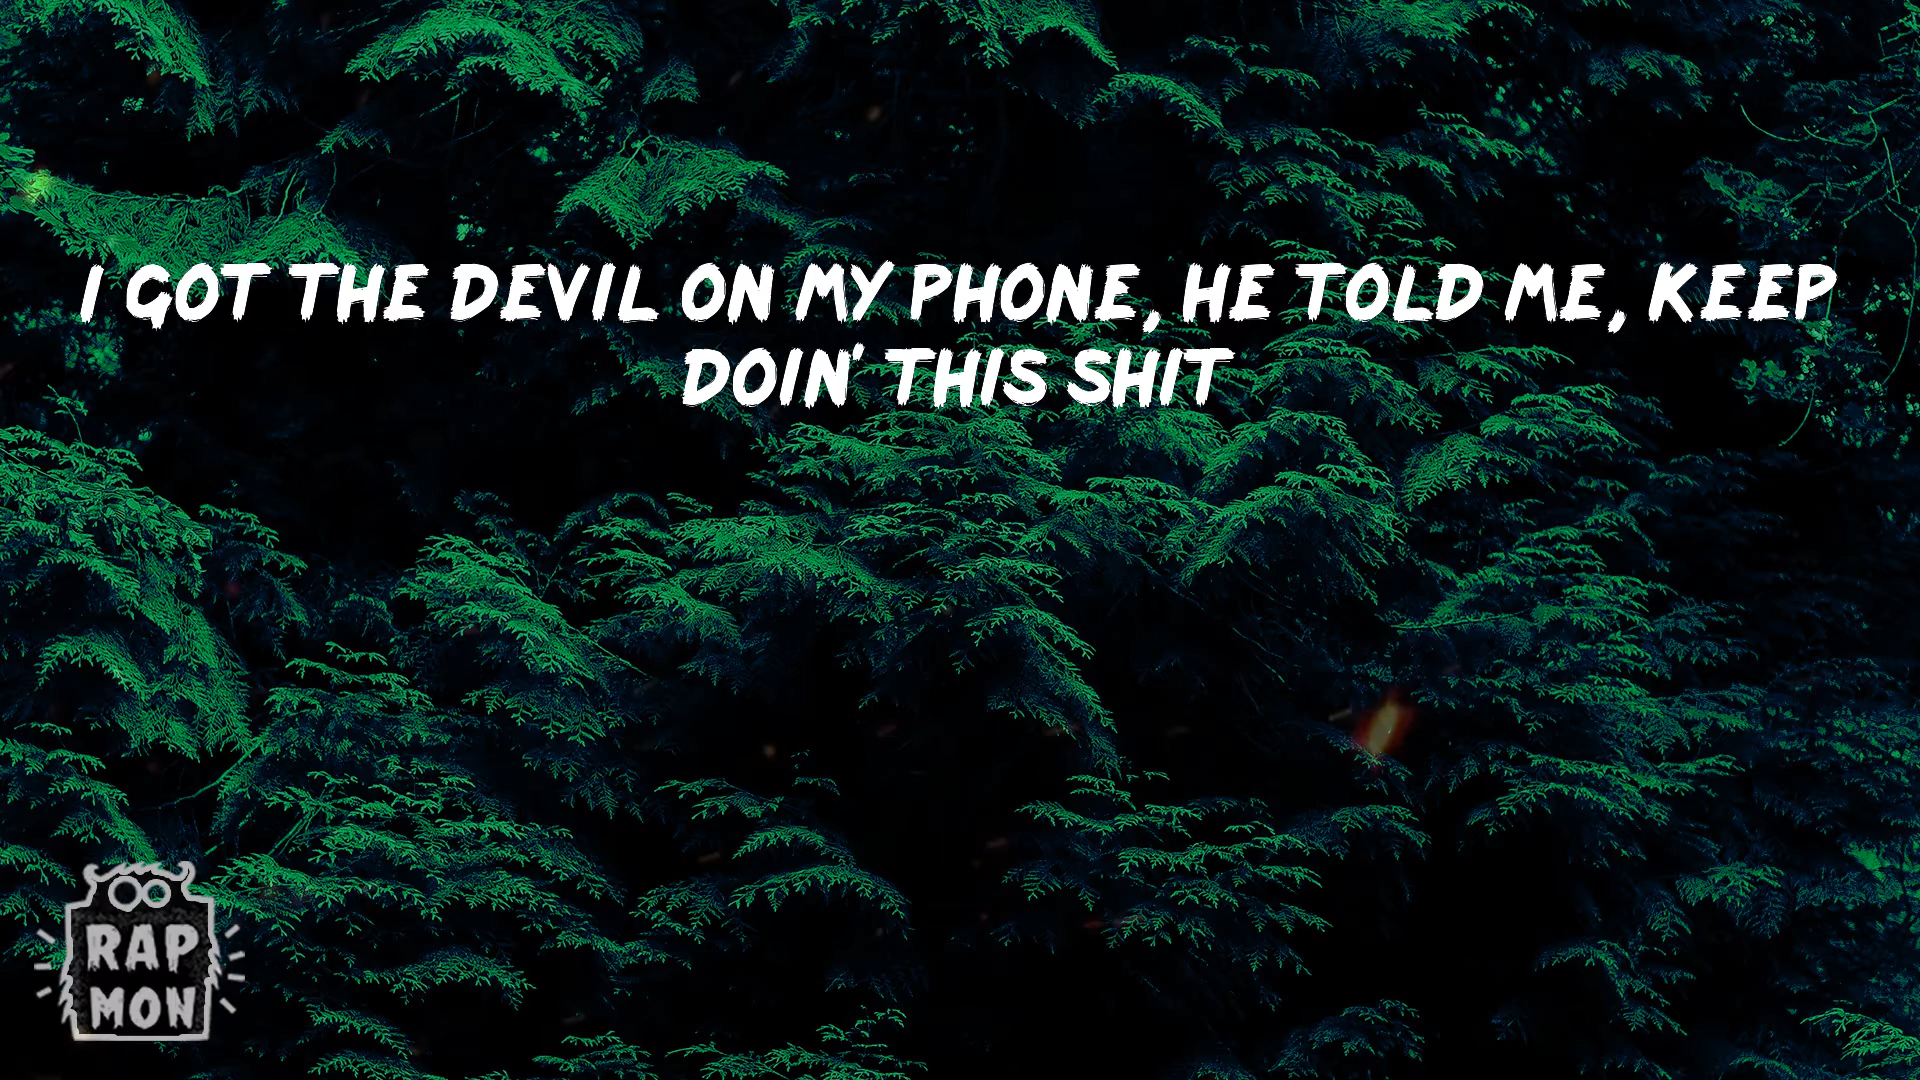 I GOT THE DEVIL ON MY PHONE, HE TOLD ME, KEEP
DOIN' THIS SHIT
RAP
MON